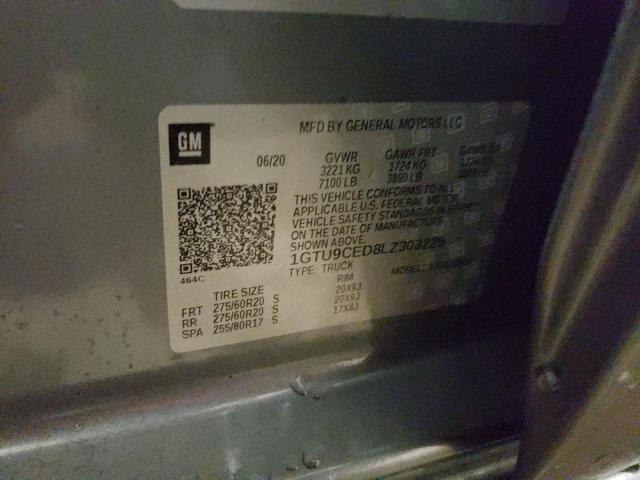 GM
MFD BY GENERAL MOTORS LLC
06/20
GVWR GAWR FRT
3221 KG 1724 KG
7100 LB 3800 LB
THIS VEHICLE CONFORMS TO ALL
APPLICABLE U.S. FEDERAL MOTOR
VEHICLE SAFETY STANDARDS IN EFFECT
ON THE DATE OF MANUFACTURE
SHOWN ABOVE.
1GTU9CED8LZ303225
TYPE: TRUCK MODEL:
464C
TIRE SIZE RIM
FRT 275/60R20 S 20X9J
RR 275/60R20 S 20X9J
SPA 255/80R17 S 17X8J